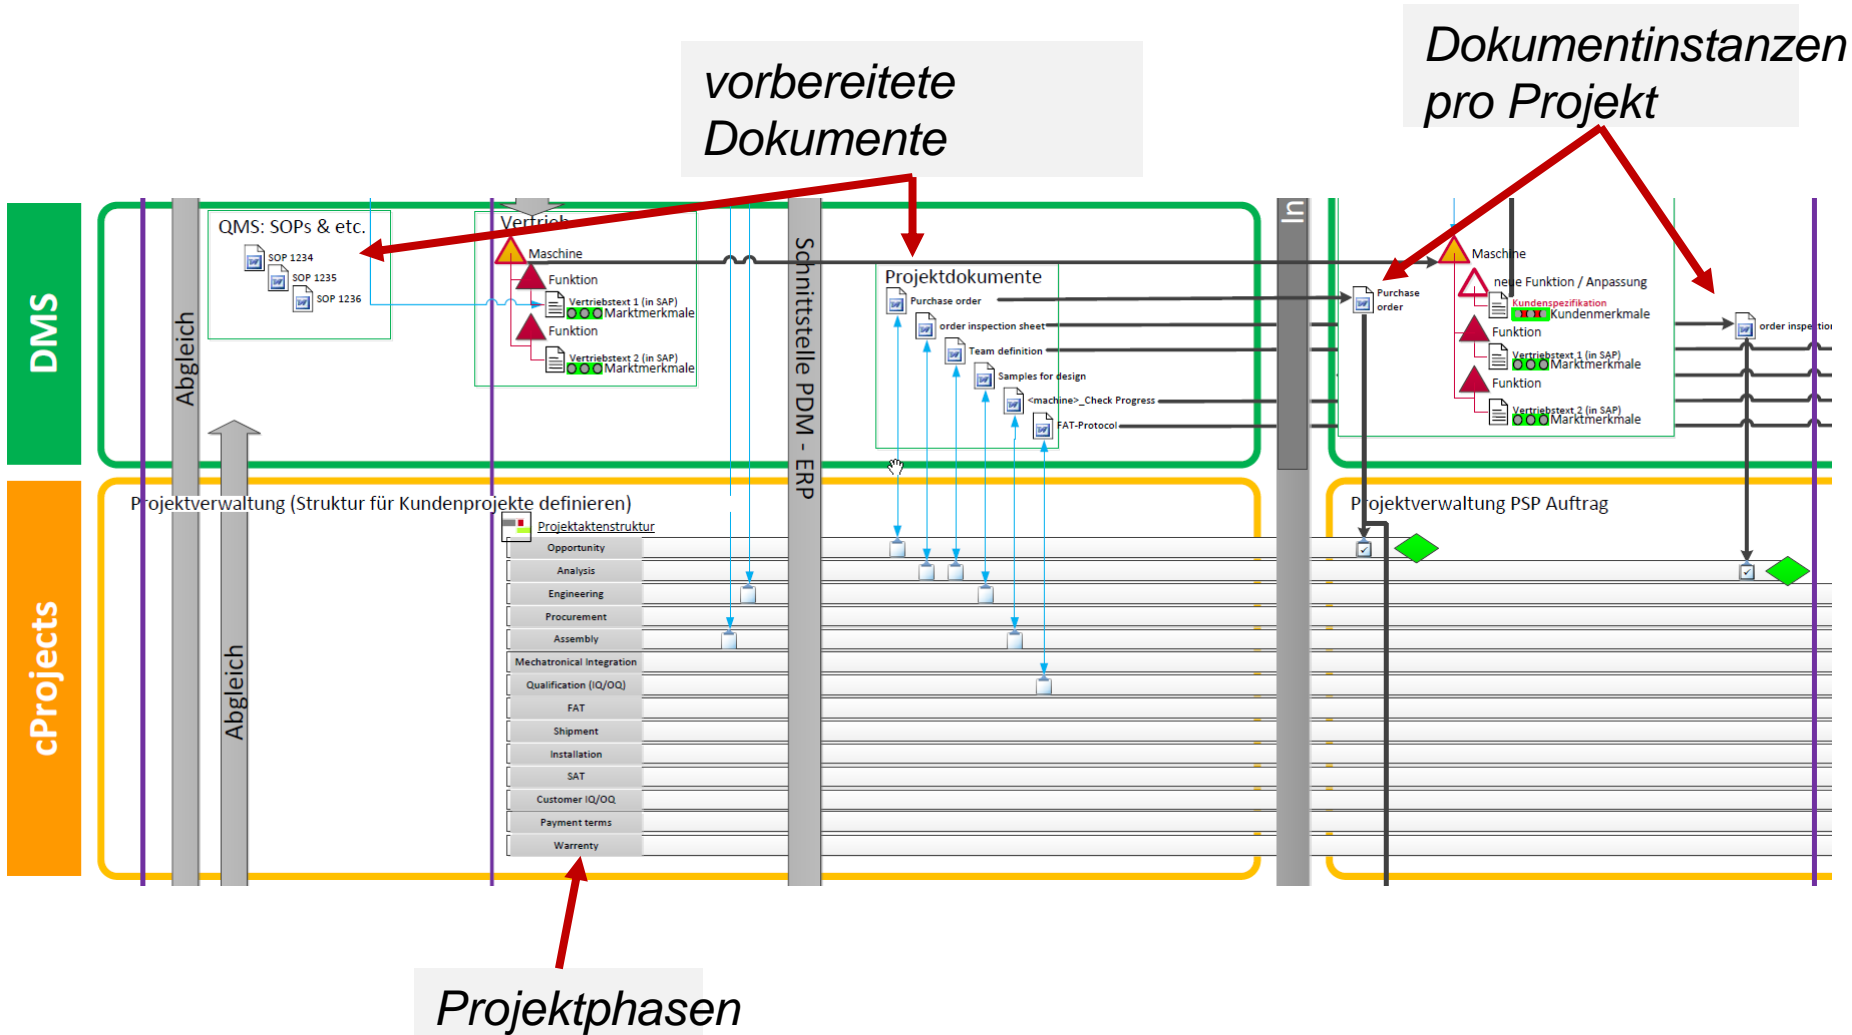 vorbereitete
Dokumente
Dokumentinstanzen
pro Projekt
DMS
Abgleich
QMS: SOPs & etc.
SOP 1234
SOP 1235
SOP 1236
Vertrieb
Maschine
Funktion
Vertriebstext 1 (in SAP)
Marktmerkmale
Funktion
Vertriebstext 2 (in SAP)
Marktmerkmale
Schnittstelle PDM - ERP
Projektdokumente
Purchase order
order inspection sheet
Team definition
Samples for design
<machine>_Check Progress
FAT-Protocol
In
Purchase
order
Maschine
neue Funktion / Anpassung
Kundenspezifikation
Kundenmerkmale
Funktion
Vertriebstext 1 (in SAP)
Marktmerkmale
Funktion
Vertriebstext 2 (in SAP)
Marktmerkmale
order inspection
cProjects
Abgleich
Projektverwaltung (Struktur für Kundenprojekte definieren)
Projektaktenstruktur
Opportunity
Analysis
Engineering
Procurement
Assembly
Mechatronical Integration
Qualification (IQ/OQ)
FAT
Shipment
Installation
SAT
Customer IQ/OQ
Payment terms
Warrenty
Projektverwaltung PSP Auftrag
Projektphasen